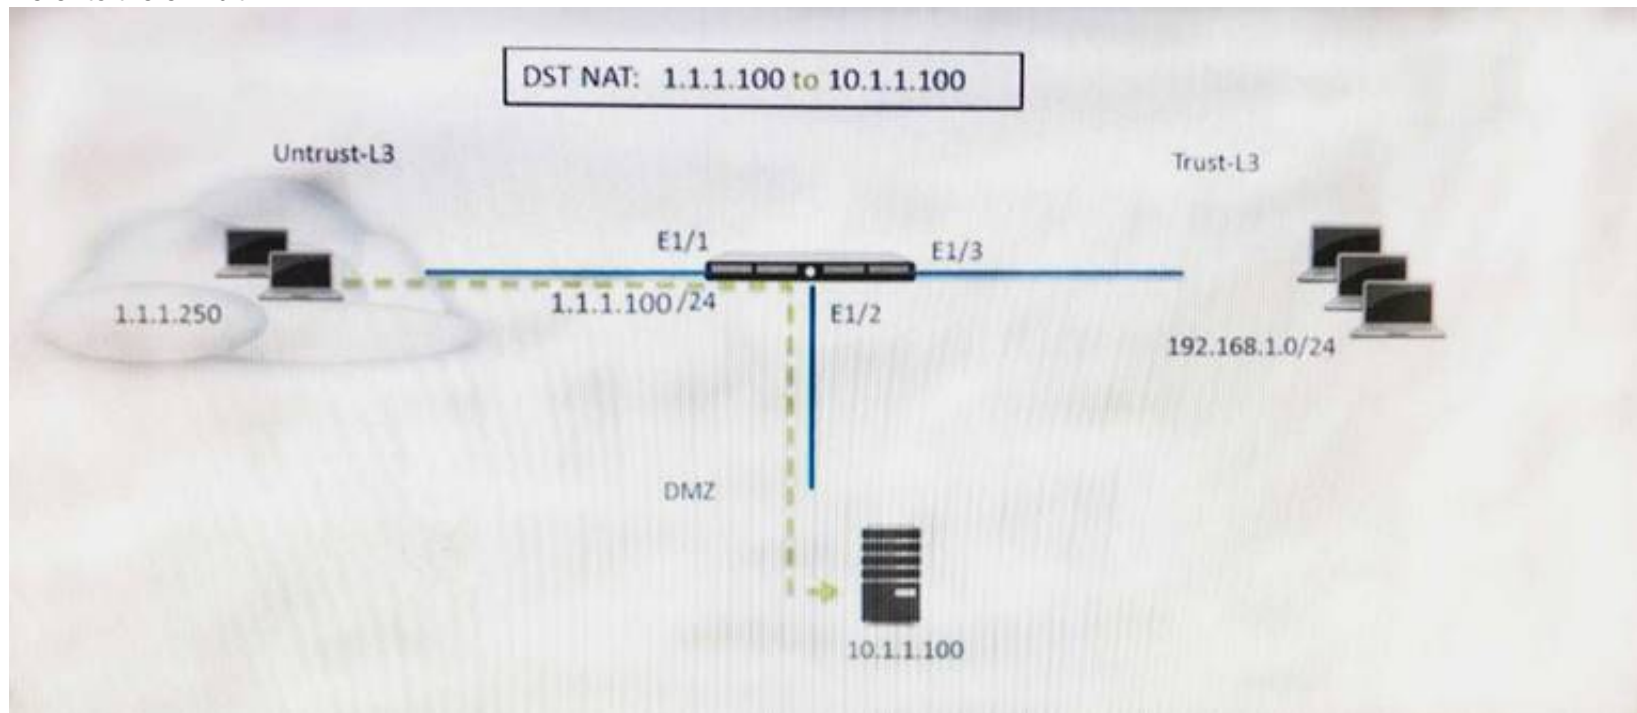 DST NAT: 1.1.1.100 to 10.1.1.100
Untrust-L3
Trust-L3
E1/1
E1/3
1.1.1.250
1.1.1.100/24
E1/2
192.168.1.0/24
DMZ
10.1.1.100